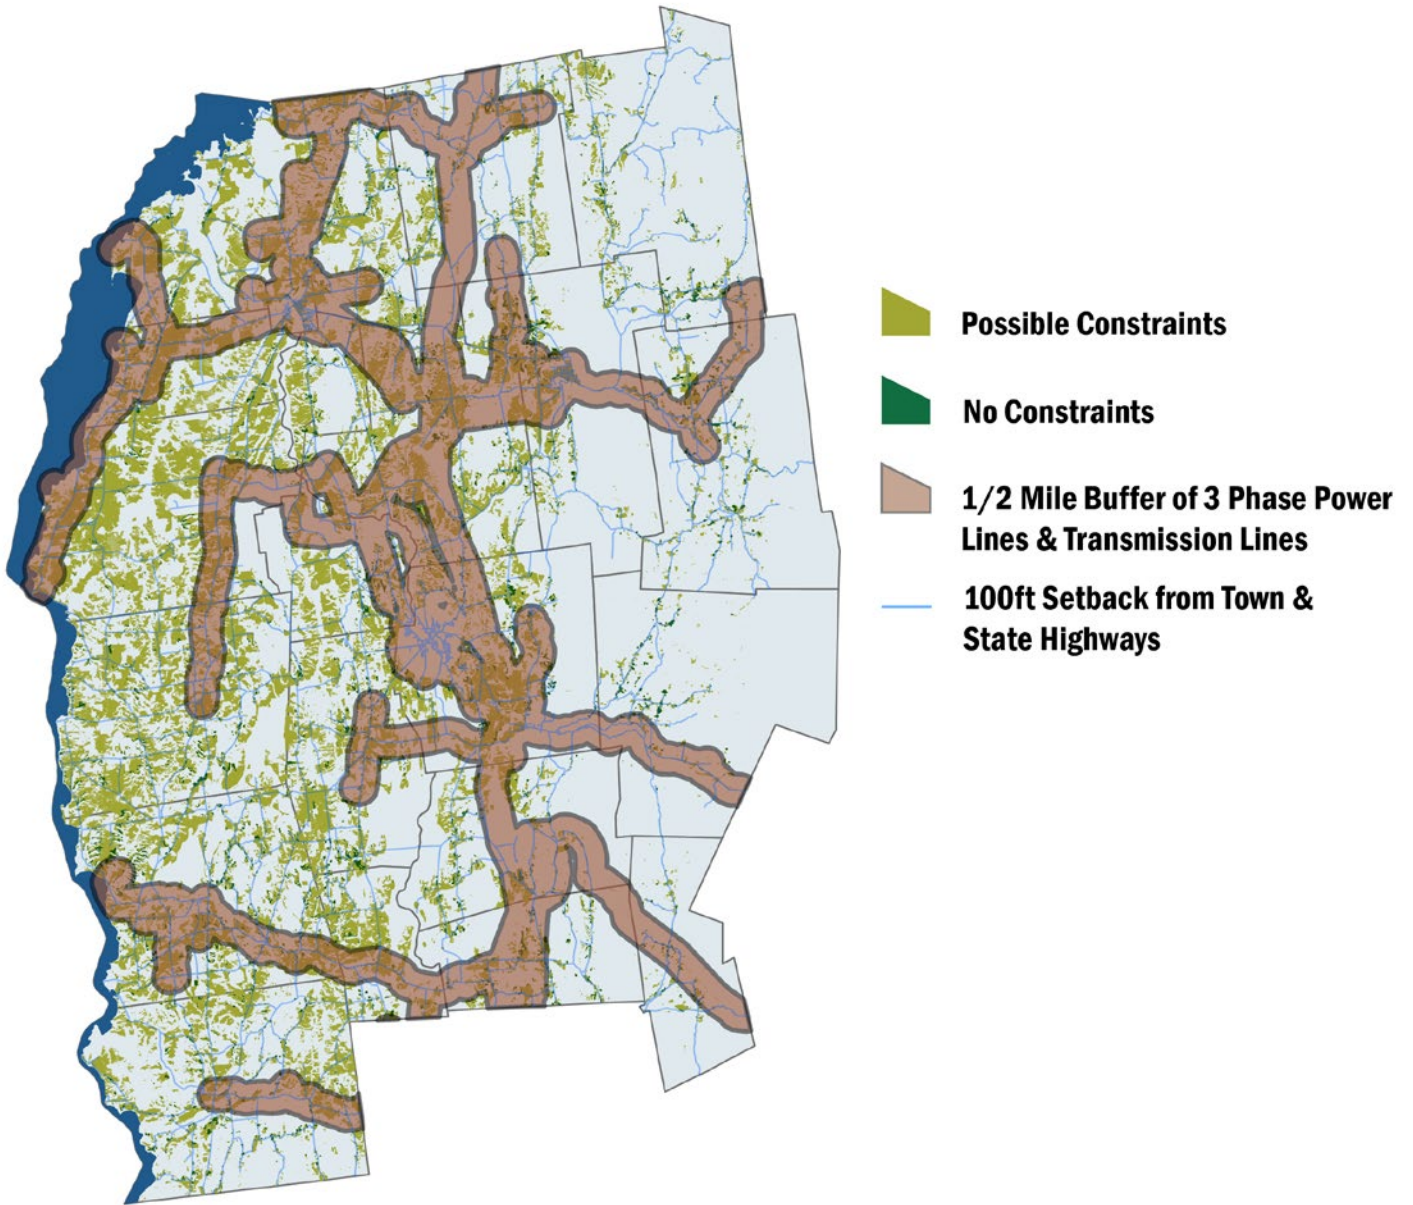 Possible Constraints
No Constraints
1/2 Mile Buffer of 3 Phase Power
Lines & Transmission Lines
100ft Setback from Town &
State Highways